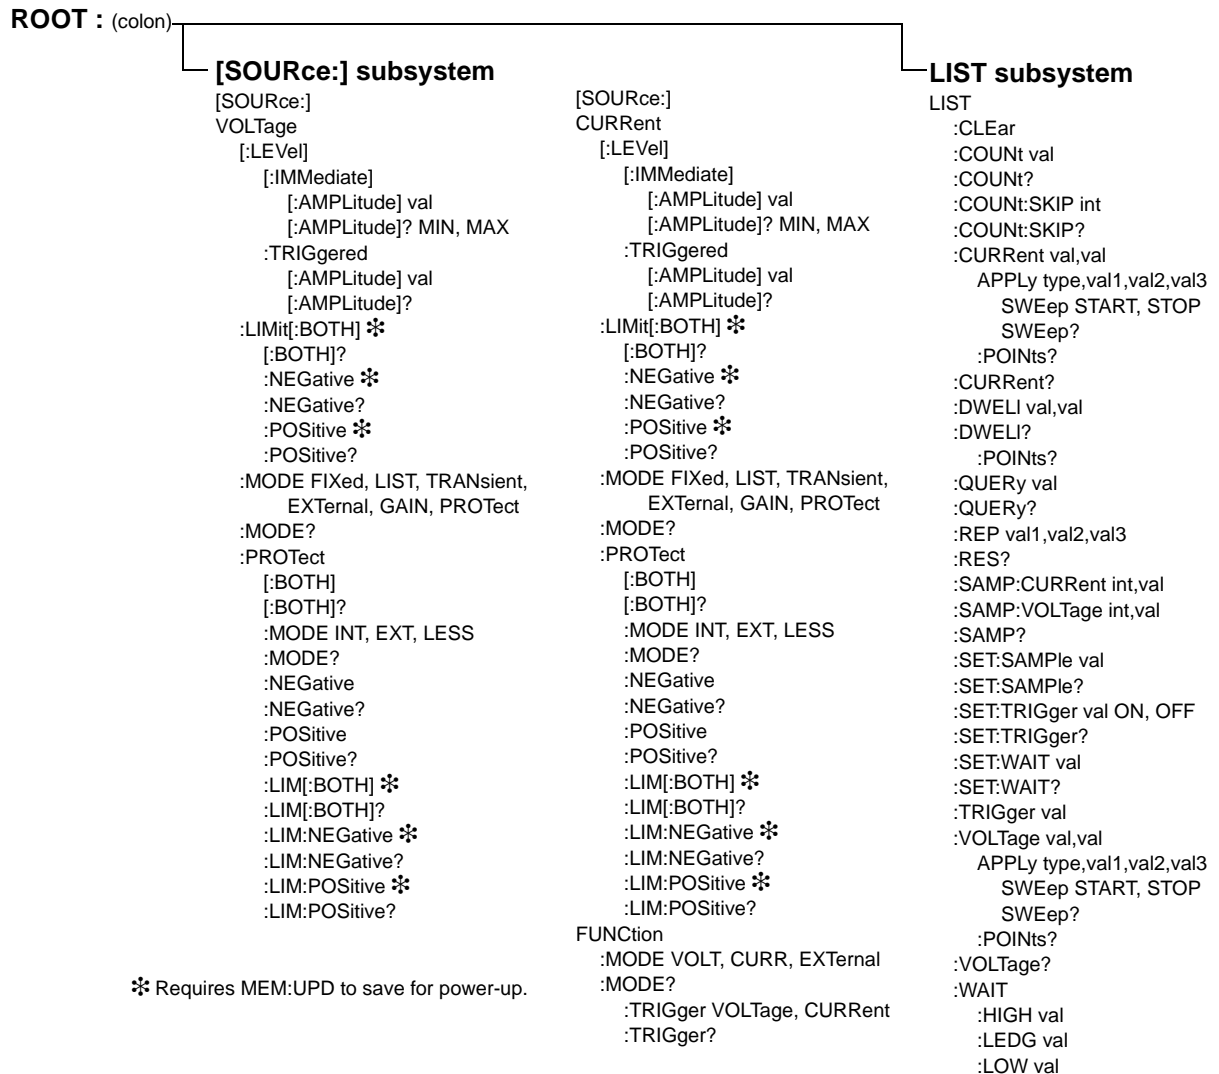 ROOT : (colon)
[SOURce:] subsystem
[SOURce:]
VOLTage
[:LEVel]
[:IMMediate]
[:AMPLitude] val
[:AMPLitude]? MIN, MAX
:TRIGgered
[:AMPLitude] val
[:AMPLitude]?
:LIMit[:BOTH] ✻
[:BOTH]?
:NEGative ✻
:NEGative?
:POSitive ✻
:POSitive?
:MODE FIXed, LIST, TRANsient,
EXTernal, GAIN, PROTect
:MODE?
:PROTect
[:BOTH]
[:BOTH]?
:MODE INT, EXT, LESS
:MODE?
:NEGative
:NEGative?
:POSitive
:POSitive?
:LIM[:BOTH] ✻
:LIM[:BOTH]?
:LIM:NEGative ✻
:LIM:NEGative?
:LIM:POSitive ✻
:LIM:POSitive?
✻ Requires MEM:UPD to save for power-up.
[SOURce:]
CURRent
[:LEVel]
[:IMMediate]
[:AMPLitude] val
[:AMPLitude]? MIN, MAX
:TRIGgered
[:AMPLitude] val
[:AMPLitude]?
:LIMit[:BOTH] ✻
[:BOTH]?
:NEGative ✻
:NEGative?
:POSitive ✻
:POSitive?
:MODE FIXed, LIST, TRANsient,
EXTernal, GAIN, PROTect
:MODE?
:PROTect
[:BOTH]
[:BOTH]?
:MODE INT, EXT, LESS
:MODE?
:NEGative
:NEGative?
:POSitive
:POSitive?
:LIM[:BOTH] ✻
:LIM[:BOTH]?
:LIM:NEGative ✻
:LIM:NEGative?
:LIM:POSitive ✻
:LIM:POSitive?
FUNCtion
:MODE VOLT, CURR, EXTernal
:MODE?
:TRIGger VOLTage, CURRent
:TRIGger?
LIST subsystem
LIST
:CLEar
:COUNt val
:COUNt?
:COUNt:SKIP int
:COUNt:SKIP?
:CURRent val,val
APPLy type,val1,val2,val3
SWEep START, STOP
SWEep?
:POINts?
:CURRent?
:DWELl val,val
:DWELl?
:POINts?
:QUERy val
:QUERy?
:REP val1,val2,val3
:RES?
:SAMP:CURRent int,val
:SAMP:VOLTage int,val
:SAMP?
:SET:SAMPle val
:SET:SAMPle?
:SET:TRIGger val ON, OFF
:SET:TRIGger?
:SET:WAIT val
:SET:WAIT?
:TRIGger val
:VOLTage val,val
APPLy type,val1,val2,val3
SWEep START, STOP
SWEep?
:POINts?
:VOLTage?
:WAIT
:HIGH val
:LEDG val
:LOW val